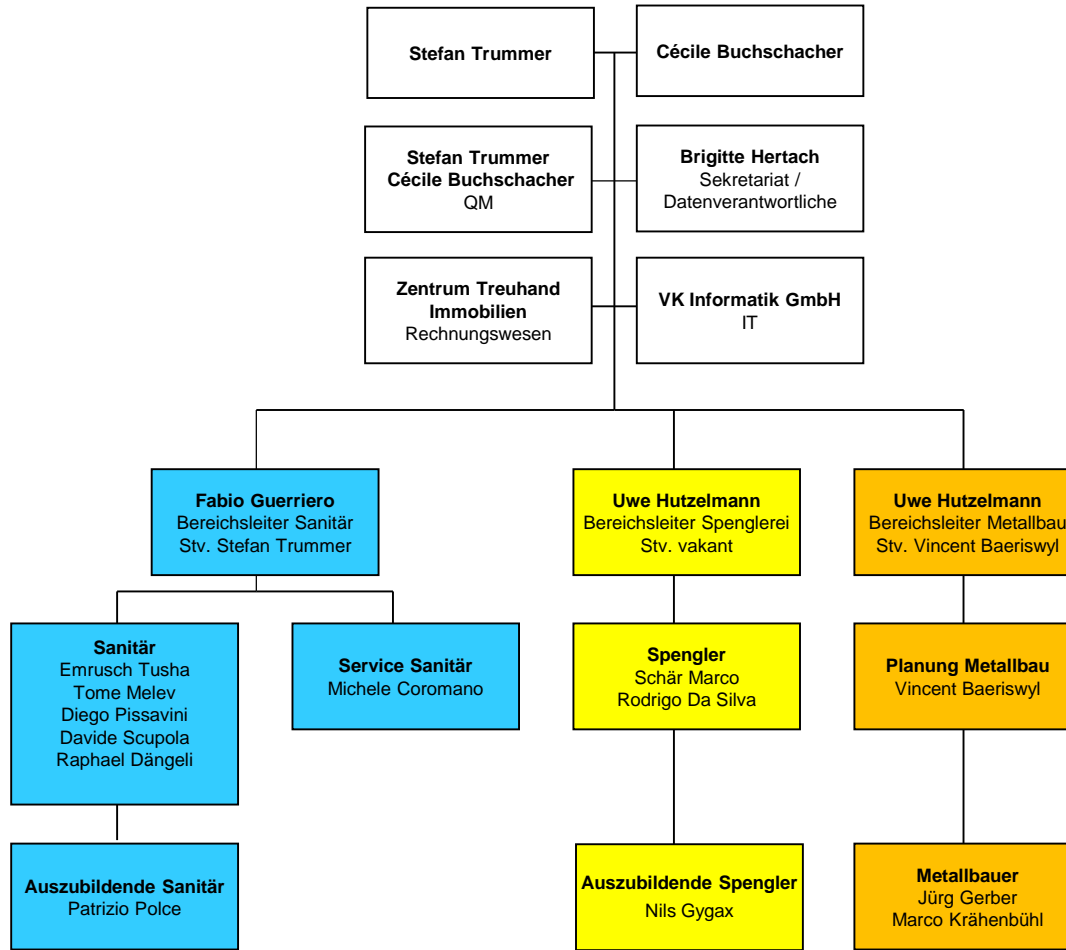 Stefan Trummer
Cécile Buchschacher
Stefan Trummer
Cécile Buchschacher
QM
Brigitte Hertach
Sekretariat /
Datenverantwortliche
Zentrum Treuhand
Immobilien
Rechnungswesen
VK Informatik GmbH
IT
Fabio Guerriero
Bereichsleiter Sanitär
Stv. Stefan Trummer
Uwe Hutzelmann
Bereichsleiter Spenglerei
Stv. vakant
Uwe Hutzelmann
Bereichsleiter Metallbau
Stv. Vincent Baeriswyl
Sanitär
Emrusch Tusha
Tome Melev
Diego Pissavini
Davide Scupola
Raphael Dängeli
Service Sanitär
Michele Coromano
Spengler
Schär Marco
Rodrigo Da Silva
Planung Metallbau
Vincent Baeriswyl
Auszubildende Sanitär
Patrizio Polce
Auszubildende Spengler
Nils Gygax
Metallbauer
Jürg Gerber
Marco Krähenbühl